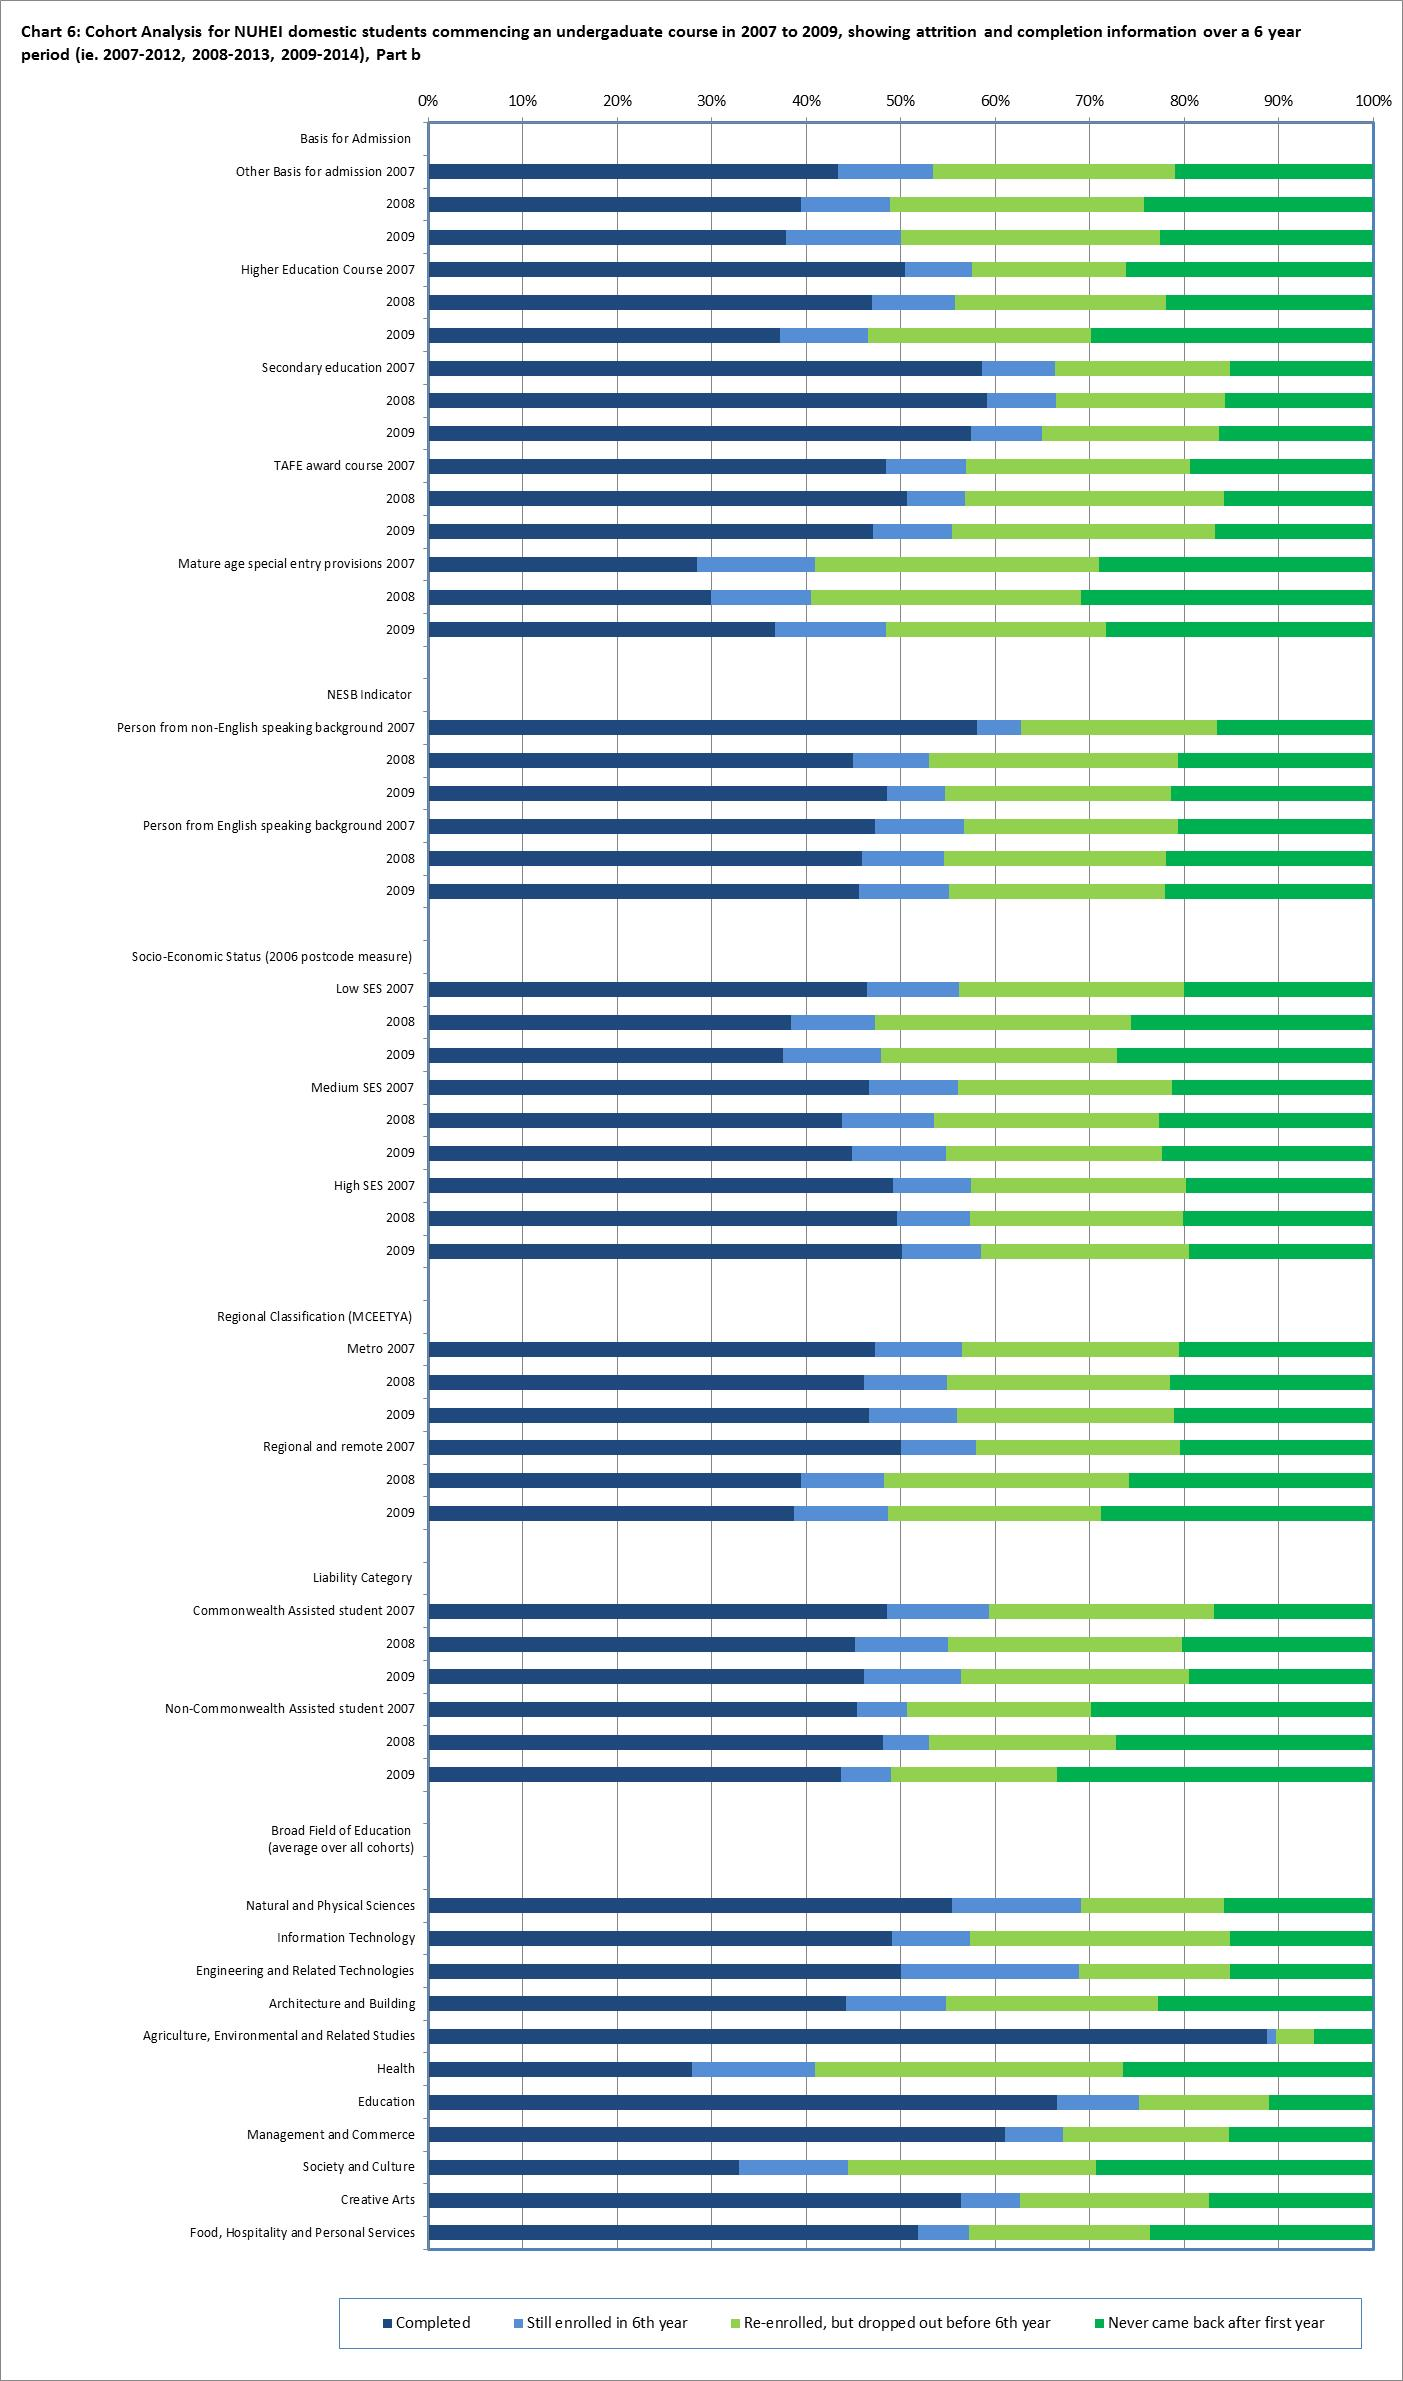 Chart 6: Cohort Analysis for NUHEI domestic students commencing an undergaduate course in 2007 to 2009, showing attrition and completion information over a 6 year
period (ie. 2007-2012, 2008-2013, 2009-2014), Part b
0% 10% 20% 30% 40% 50% 60% 70% 80% 90% 100%
Basis for Admission
Other Basis for admission 2007
2008
2009
Higher Education Course 2007
2008
2009
Secondary education 2007
2008
2009
TAFE award course 2007
2008
2009
Mature age special entry provisions 2007
2008
2009
NESB Indicator
Person from non-English speaking background 2007
2008
2009
Person from English speaking background 2007
2008
2009
Socio-Economic Status (2006 postcode measure)
Low SES 2007
2008
2009
Medium SES 2007
2008
2009
High SES 2007
2008
2009
Regional Classification (MCEETYA)
Metro 2007
2008
2009
Regional and remote 2007
2008
2009
Liability Category
Commonwealth Assisted student 2007
2008
2009
Non-Commonwealth Assisted student 2007
2008
2009
Broad Field of Education
(average over all cohorts)
Natural and Physical Sciences
Information Technology
Engineering and Related Technologies
Architecture and Building
Agriculture, Environmental and Related Studies
Health
Education
Management and Commerce
Society and Culture
Creative Arts
Food, Hospitality and Personal Services
Completed Still enrolled in 6th year Re-enrolled, but dropped out before 6th year Never came back after first year